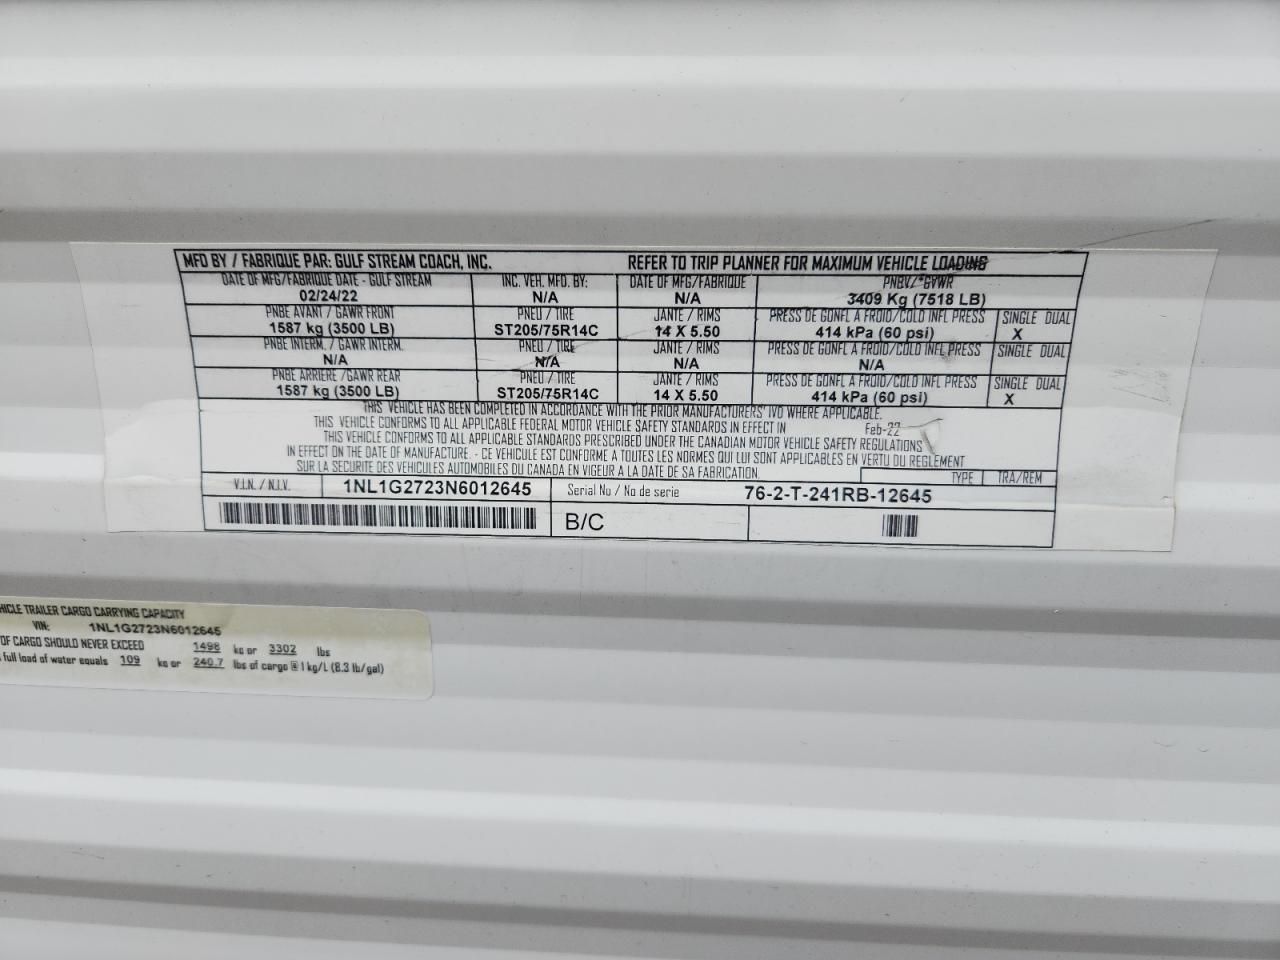 MFD BY / FABRIQUE PAR: GULF STREAM COACH, INC. REFER TO TRIP PLANNER FOR MAXIMUM VEHICLE LOADING
DATE OF MFG/FABRIQUE DATE - GULF STREAM INC. VEH. MFD. BY: DATE OF MFG/FABRIQUE PNBV/*GVWR
02/24/22 N/A N/A 3409 Kg (7518 LB)
PNBE AVANT / GAWR FRONT PNEU / TIRE JANTE / RIMS PRESS DE GONFL A FROID/COLD INFL PRESS SINGLE DUAL
1587 kg (3500 LB) ST205/75R14C 14 X 5.50 414 kPa (60 psi) X
PNBE INTERM. / GAWR INTERM. PNEU / TIRE JANTE / RIMS PRESS DE GONFL A FROID/COLD INFL PRESS SINGLE DUAL
N/A N/A N/A N/A
PNBE ARRIERE /GAWR REAR PNEU / TIRE JANTE / RIMS PRESS DE GONFL A FROID/COLD INFL PRESS SINGLE DUAL
1587 kg (3500 LB) ST205/75R14C 14 X 5.50 414 kPa (60 psi) X
THIS VEHICLE HAS BEEN COMPLETED IN ACCORDANCE WITH THE PRIOR MANUFACTURERS' IVD WHERE APPLICABLE.
THIS VEHICLE CONFORMS TO ALL APPLICABLE FEDERAL MOTOR VEHICLE SAFETY STANDARDS IN EFFECT IN Feb-22
THIS VEHICLE CONFORMS TO ALL APPLICABLE STANDARDS PRESCRIBED UNDER THE CANADIAN MOTOR VEHICLE SAFETY REGULATIONS
IN EFFECT ON THE DATE OF MANUFACTURE. - CE VEHICULE EST CONFORME A TOUTES LES NORMES QUI LUI SONT APPLICABLES EN VERTU DU REGLEMENT
SUR LA SECURITE DES VEHICULES AUTOMOBILES DU CANADA EN VIGEUR A LA DATE DE SA FABRICATION.
TYPE TRA/REM
V.I.N. / N.I.V. 1NL1G2723N6012645 Serial No / No de serie 76-2-T-241RB-12645
B/C
HICLE TRAILER CARGO CARRYING CAPACITY
VIN: 1NL1G2723N6012645
OF CARGO SHOULD NEVER EXCEED 1498 kg or 3302 lbs
full load of water equals 109 kg or 240.7 lbs of cargo @ 1 kg/L (8.3 lb/gal)